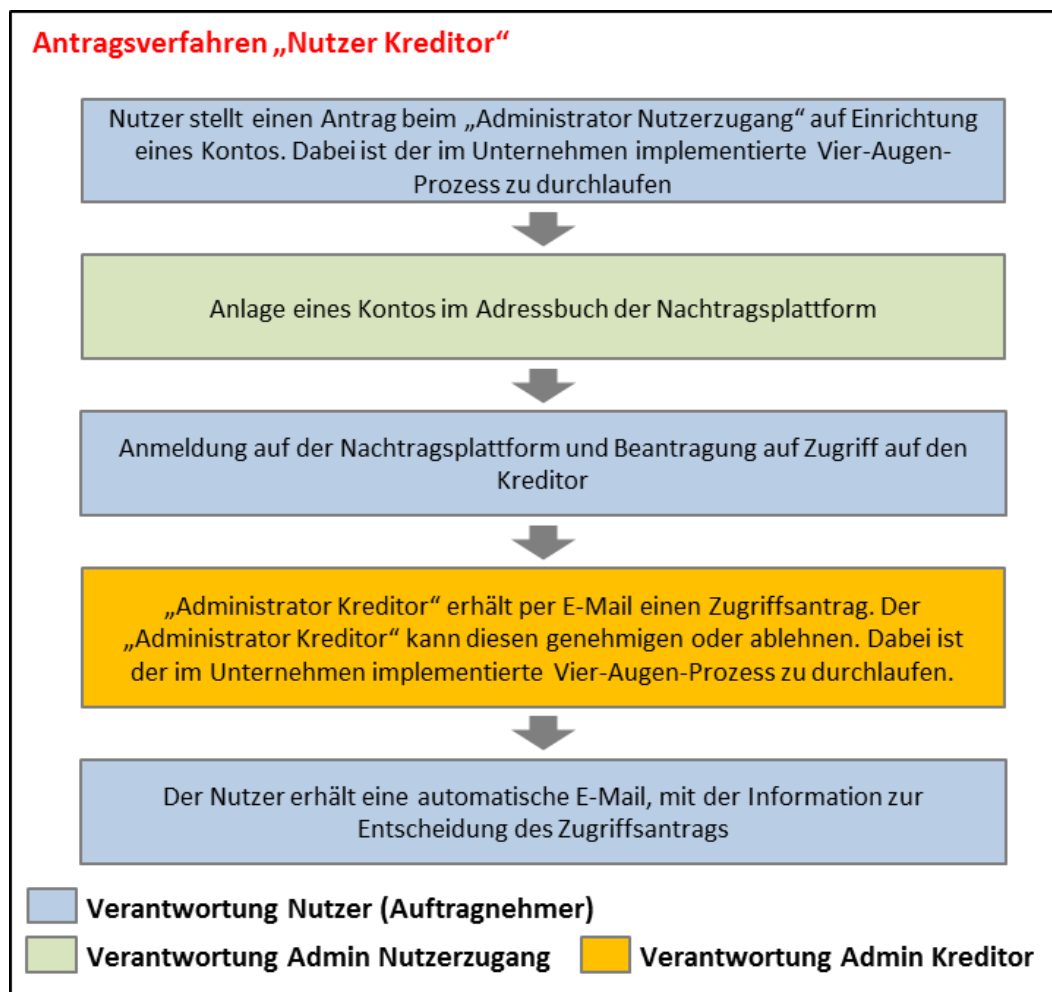 Antragsverfahren „Nutzer Kreditor“
Nutzer stellt einen Antrag beim „Administrator Nutzerzugang“ auf Einrichtung
eines Kontos. Dabei ist der im Unternehmen implementierte Vier-Augen-
Prozess zu durchlaufen
Anlage eines Kontos im Adressbuch der Nachtragsplattform
Anmeldung auf der Nachtragsplattform und Beantragung auf Zugriff auf den
Kreditor
„Administrator Kreditor“ erhält per E-Mail einen Zugriffsantrag. Der
„Administrator Kreditor“ kann diesen genehmigen oder ablehnen. Dabei ist
der im Unternehmen implementierte Vier-Augen-Prozess zu durchlaufen.
Der Nutzer erhält eine automatische E-Mail, mit der Information zur
Entscheidung des Zugriffsantrags
Verantwortung Nutzer (Auftragnehmer)
Verantwortung Admin Nutzerzugang
Verantwortung Admin Kreditor